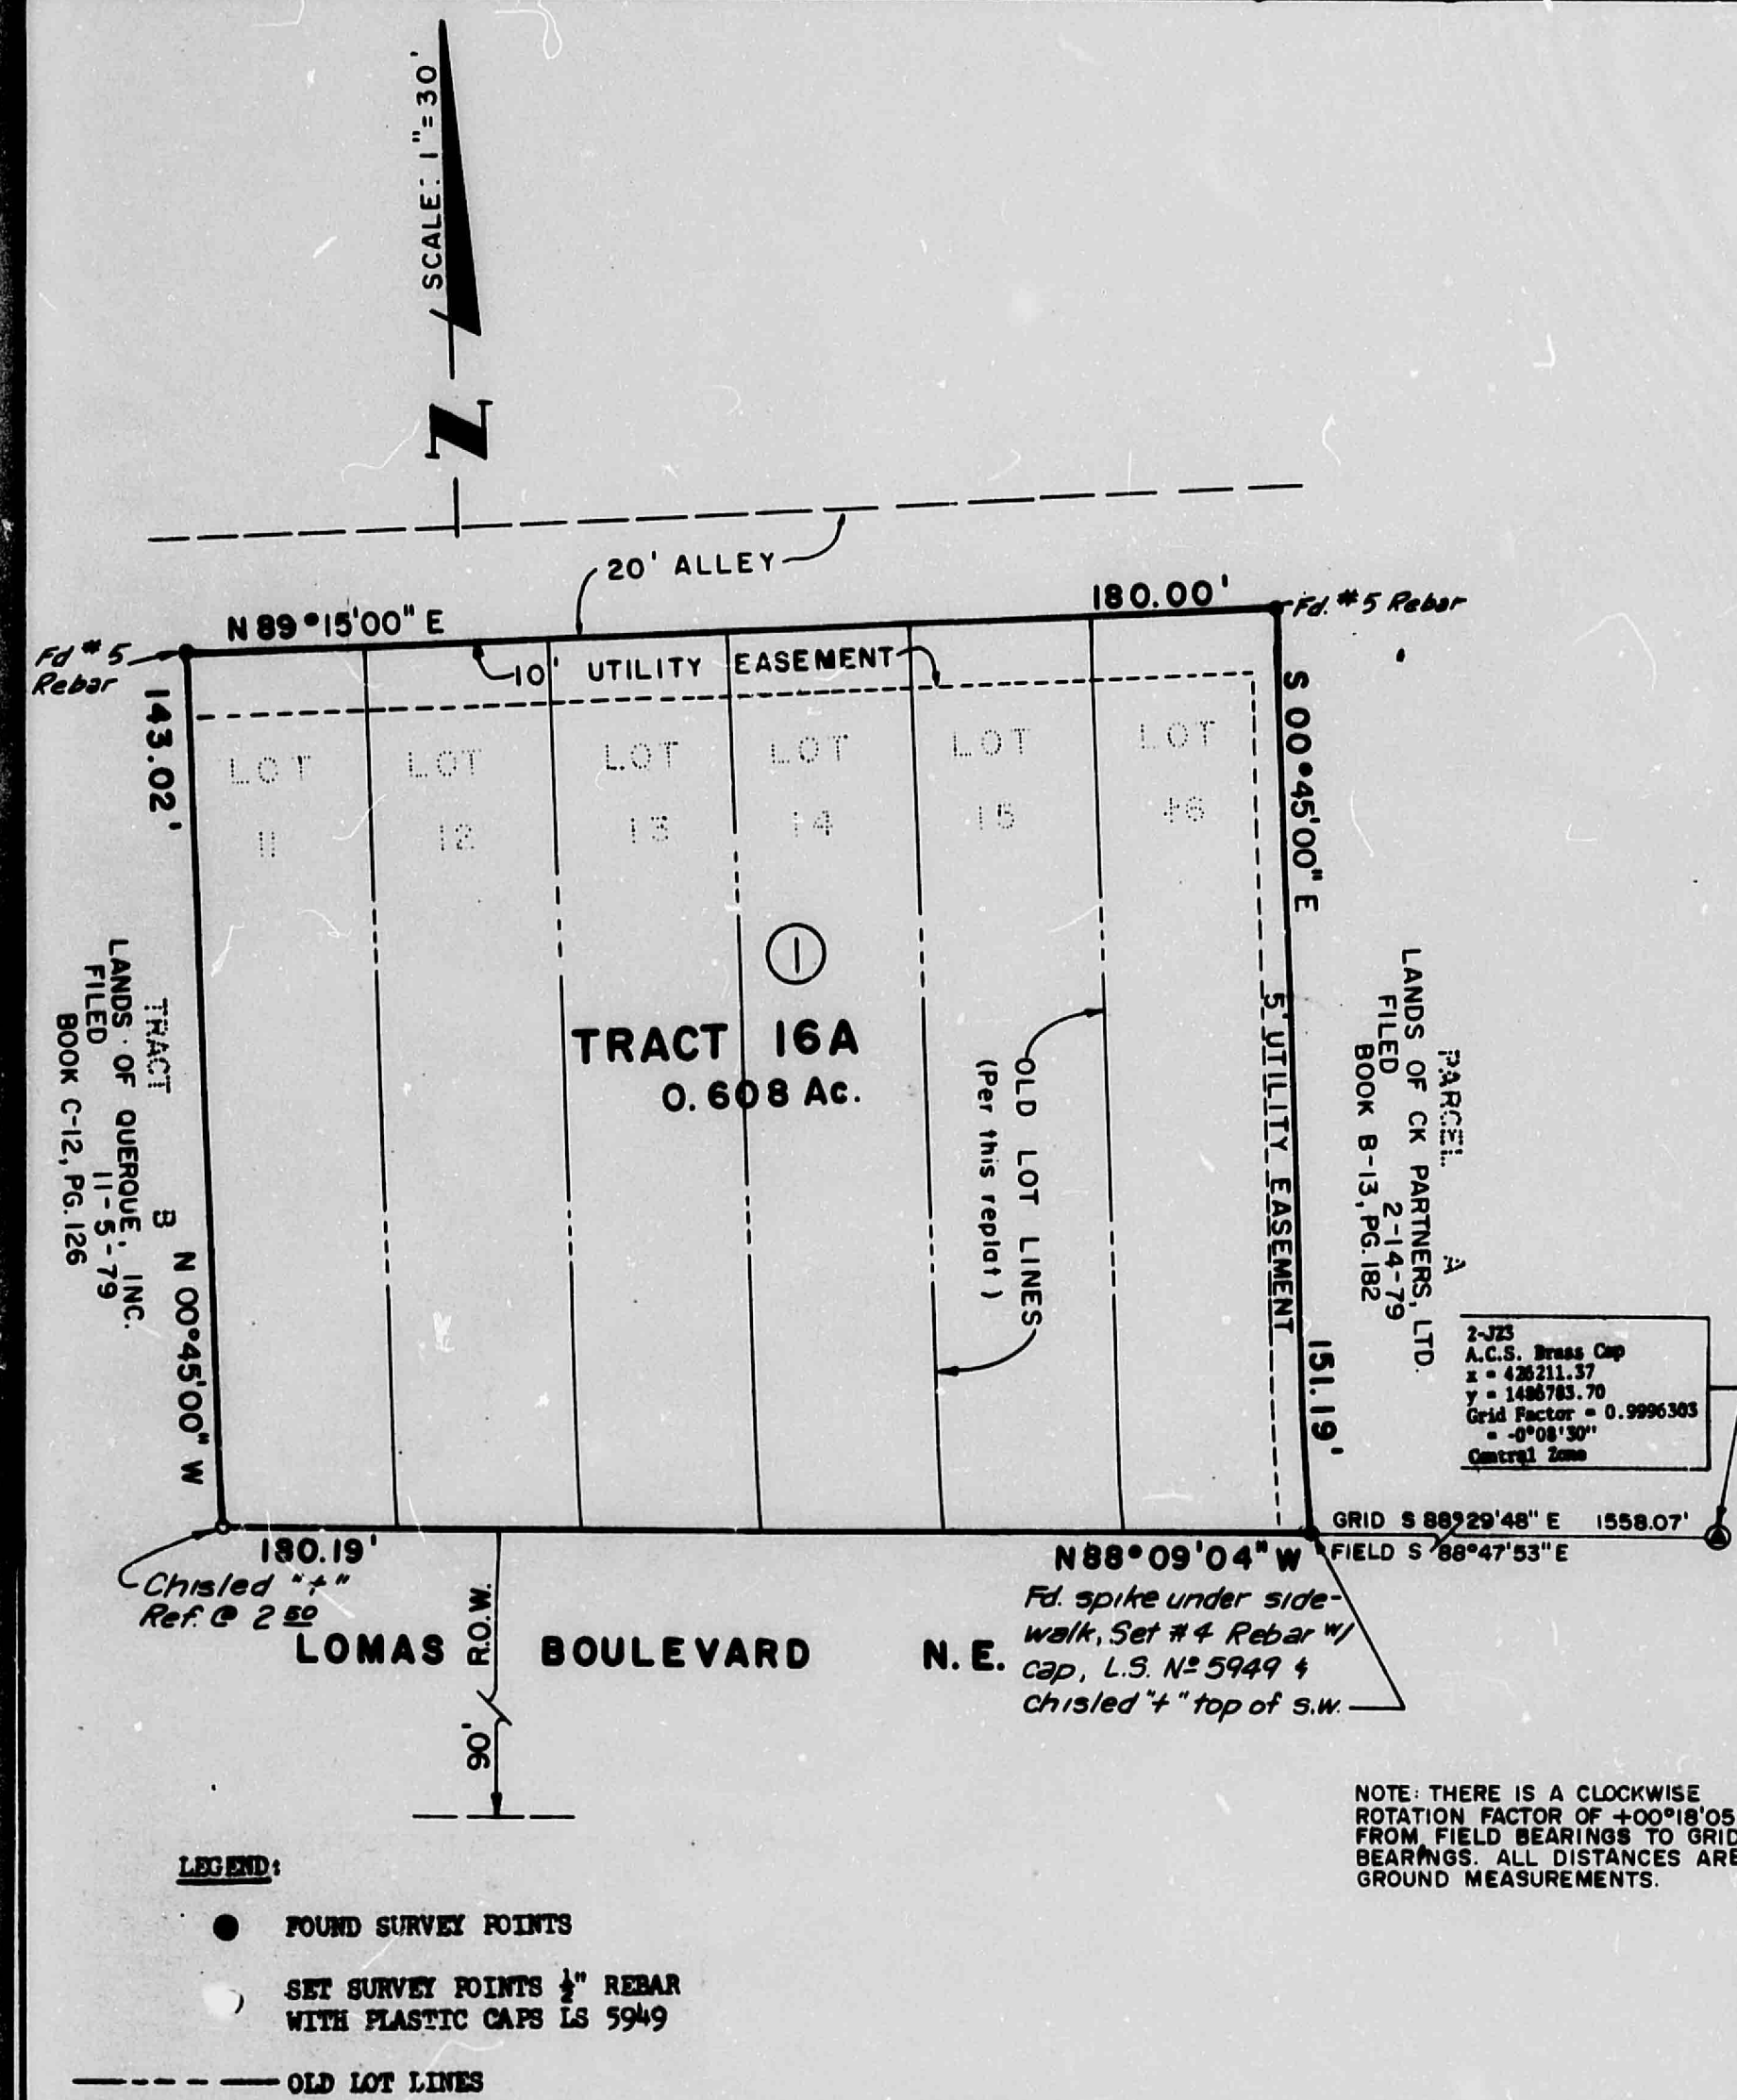 SCALE: 1"=30'
N
20' ALLEY
N 89°15'00" E
180.00'
Fd. #5 Rebar
Fd #5
Rebar
10' UTILITY EASEMENT
143.02'
S 00°45'00" E
LOT
11
LOT
12
LOT
13
LOT
14
LOT
15
LOT
16
1
TRACT 16A
0.608 Ac.
OLD LOT LINES
(Per this replat)
5' UTILITY EASEMENT
TRACT B
LANDS OF QUERQUE, INC.
FILED 11-5-79
BOOK C-12, PG. 126
N 00°45'00" W
PARCEL A
LANDS OF CK PARTNERS, LTD.
FILED 2-14-79
BOOK B-13, PG. 182
151.19'
2-J23
A.C.S. Brass Cap
x = 426211.37
y = 1486783.70
Grid Factor = 0.9996303
= -0°08'30"
Central Zone
GRID S 88°29'48" E 1558.07'
FIELD S 88°47'53" E
180.19'
N 88°09'04" W
Chisled "+"
Ref. @ 2 50
Fd. spike under side-
walk, Set #4 Rebar w/
cap, L.S. Nº 5949 &
chisled "+" top of s.w.
LOMAS BOULEVARD N.E.
R.O.W.
90'
NOTE: THERE IS A CLOCKWISE
ROTATION FACTOR OF +00°18'05
FROM FIELD BEARINGS TO GRID
BEARINGS. ALL DISTANCES ARE
GROUND MEASUREMENTS.
LEGEND:
FOUND SURVEY POINTS
SET SURVEY POINTS ½" REBAR
WITH PLASTIC CAPS LS 5949
OLD LOT LINES